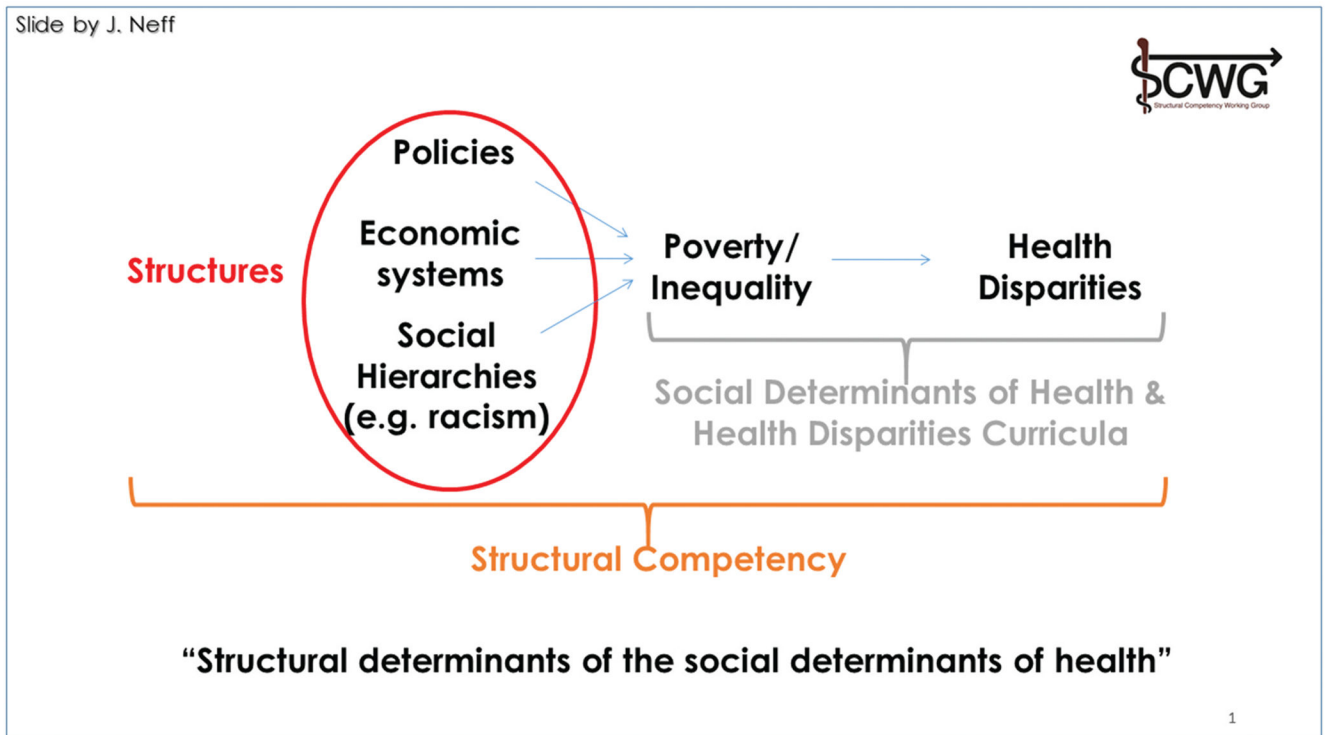 Slide by J. Neff
SCWG
Structural Competency Working Group
Policies
Economic
systems
Social
Hierarchies
(e.g. racism)
Structures
Poverty/
Inequality
Health
Disparities
Social Determinants of Health &
Health Disparities Curricula
Structural Competency
“Structural determinants of the social determinants of health”
1